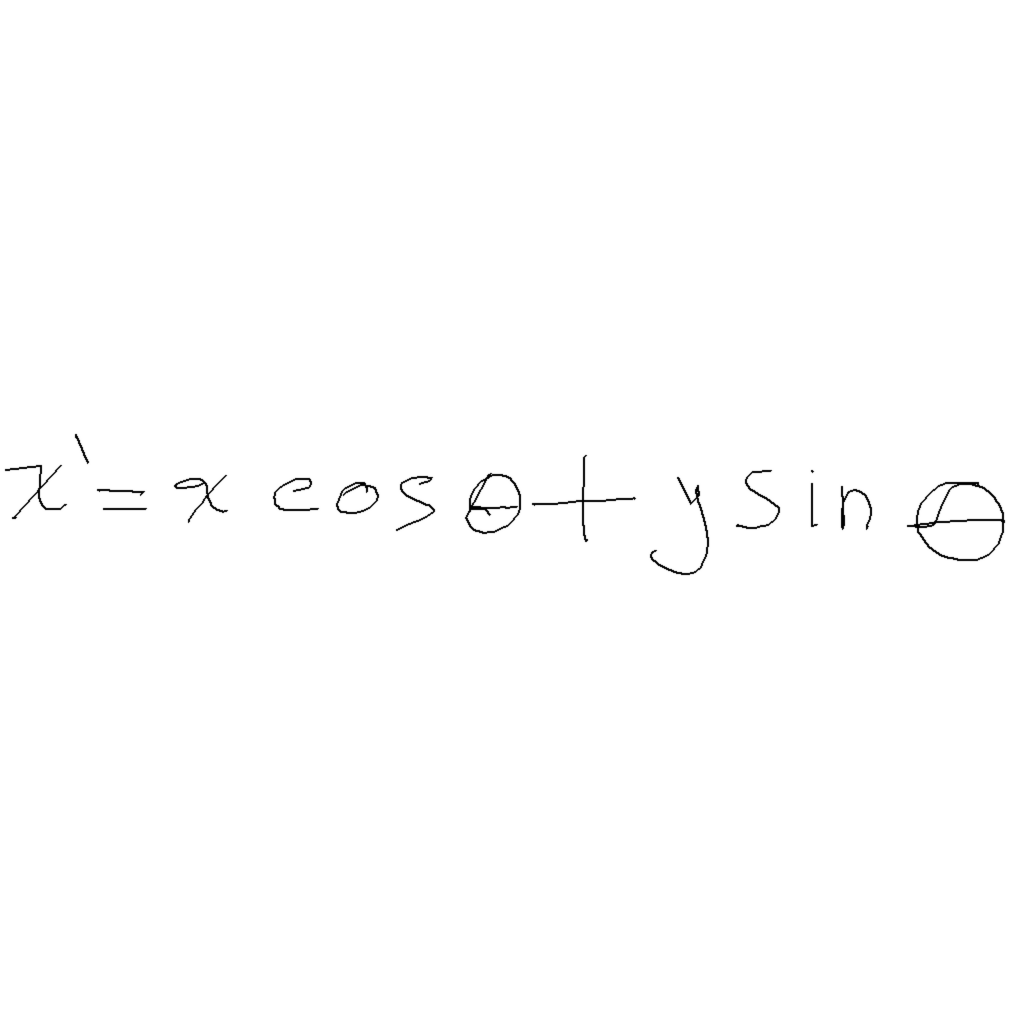 x' = x cos θ + y sin θ